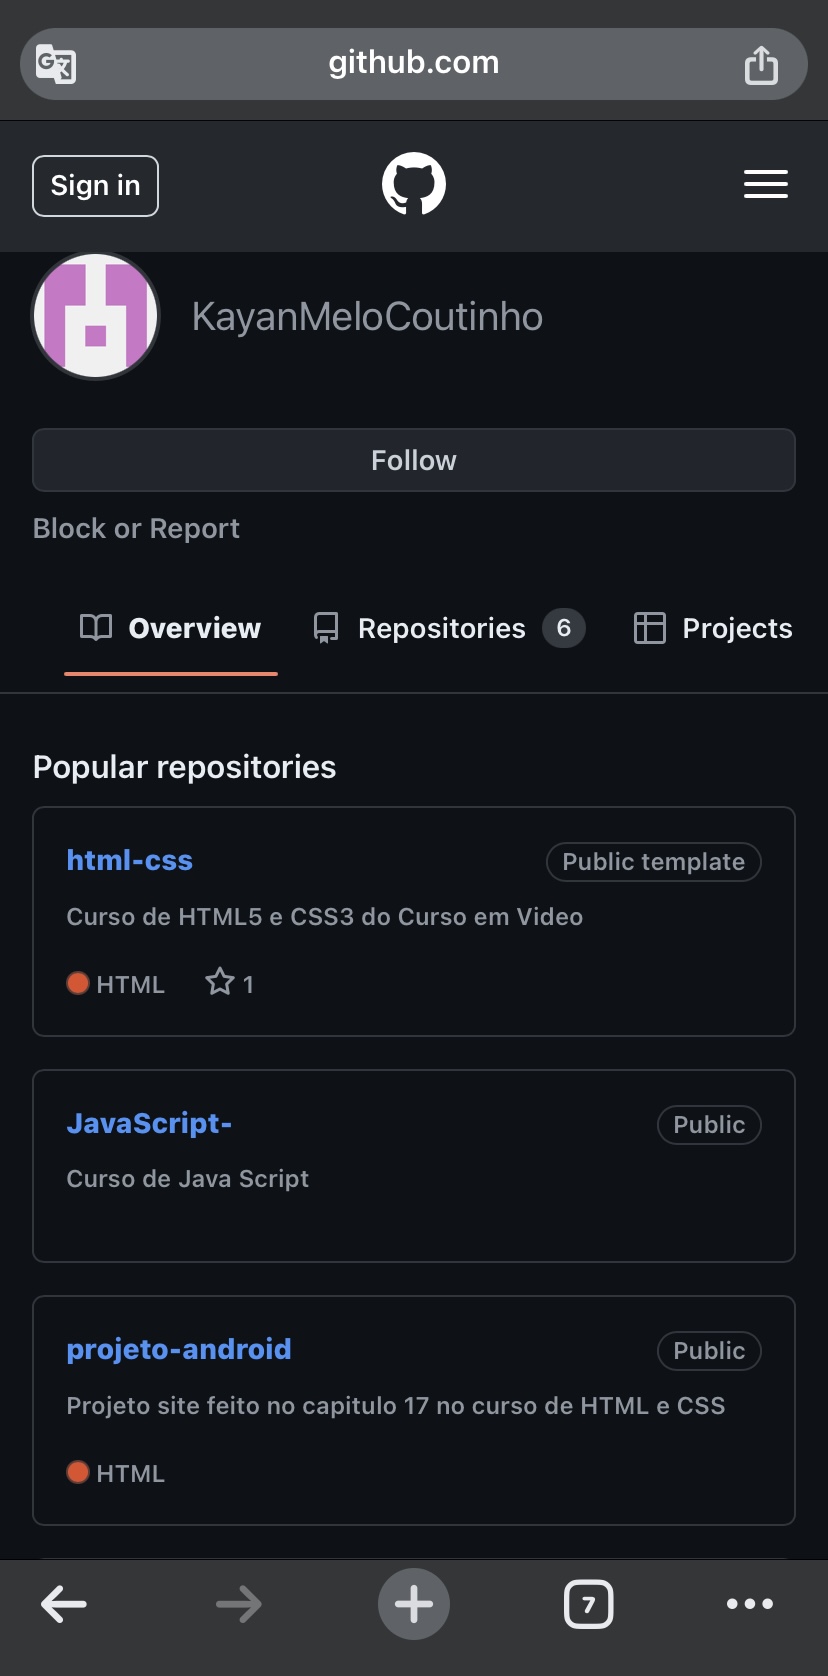 github.com
Sign in
KayanMeloCoutinho
Follow
Block or Report
Overview Repositories 6 Projects
Popular repositories
html-css Public template
Curso de HTML5 e CSS3 do Curso em Video
HTML 1
JavaScript- Public
Curso de Java Script
projeto-android Public
Projeto site feito no capitulo 17 no curso de HTML e CSS
HTML
7